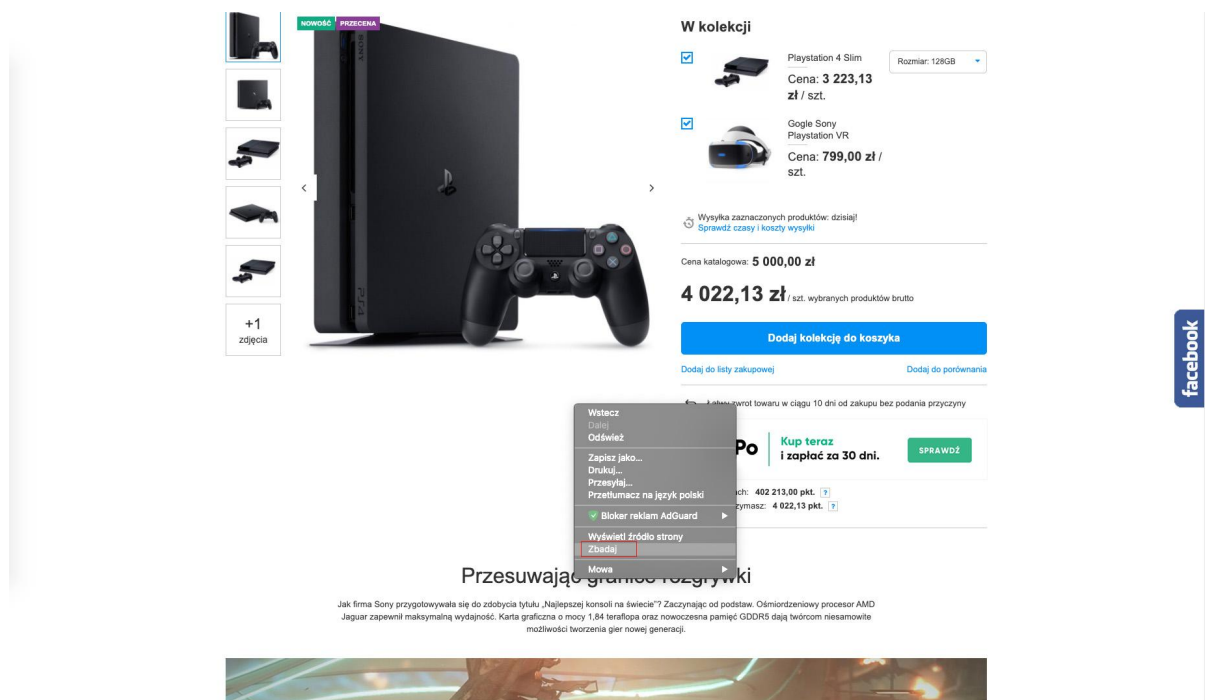 NOWOŚĆ PRZECENA
SONY
PS4
+1
zdjęcia
W kolekcji
Playstation 4 Slim
Rozmiar: 128GB
Cena: 3 223,13
zł / szt.
Gogle Sony
Playstation VR
Cena: 799,00 zł /
szt.
Wysyłka zaznaczonych produktów: dzisiaj!
Sprawdź czasy i koszty wysyłki
Cena katalogowa: 5 000,00 zł
4 022,13 zł / szt. wybranych produktów brutto
Dodaj kolekcję do koszyka
Dodaj do listy zakupowej
Dodaj do porównania
zwrot towaru w ciągu 10 dni od zakupu bez podania przyczyny
Po
Kup teraz
i zapłać za 30 dni.
SPRAWDŹ
402 213,00 pkt. ?
4 022,13 pkt. ?
Wstecz
Dalej
Odśwież
Zapisz jako...
Drukuj...
Przesyłaj...
Przetłumacz na język polski
Bloker reklam AdGuard
Wyświetl źródło strony
Zbadaj
Mowa
Przesuwając granice rozgrywki
Jak firma Sony przygotowywała się do zdobycia tytułu „Najlepszej konsoli na świecie"? Zaczynając od podstaw. Ośmiordzeniowy procesor AMD
Jaguar zapewnił maksymalną wydajność. Karta graficzna o mocy 1,84 teraflopa oraz nowoczesna pamięć GDDR5 dają twórcom niesamowite
możliwości tworzenia gier nowej generacji.
facebook